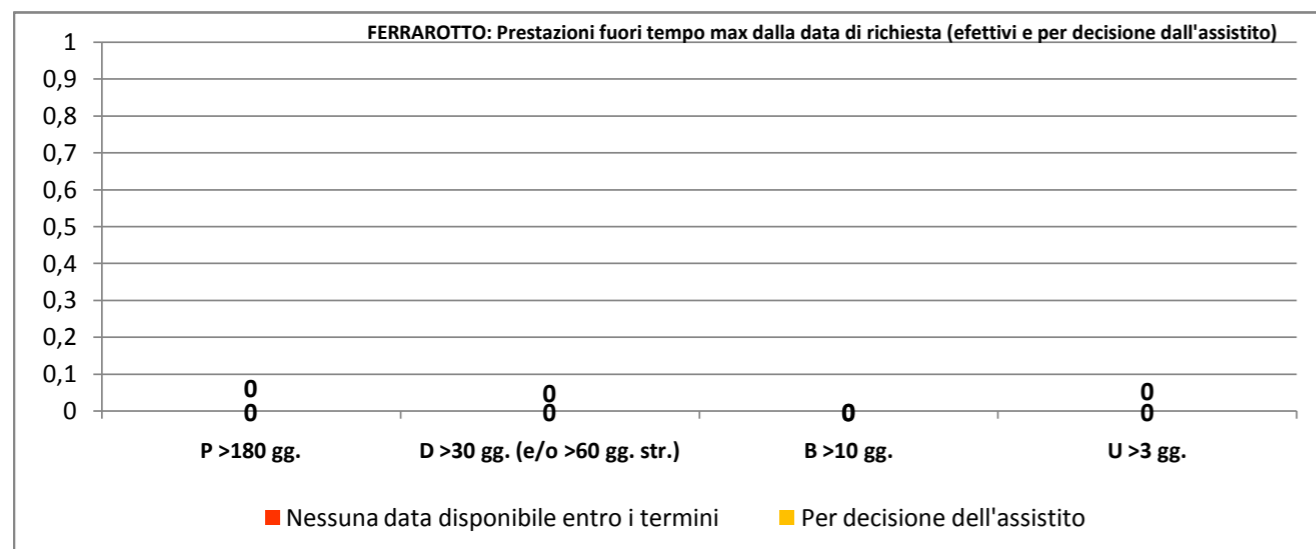 FERRAROTTO: Prestazioni fuori tempo max dalla data di richiesta (efettivi e per decisione dall'assistito)
1
0,9
0,8
0,7
0,6
0,5
0,4
0,3
0,2
0,1
0
0 0 0
0 0 0 0
P >180 gg. D >30 gg. (e/o >60 gg. str.) B >10 gg. U >3 gg.
Nessuna data disponibile entro i termini Per decisione dell'assistito